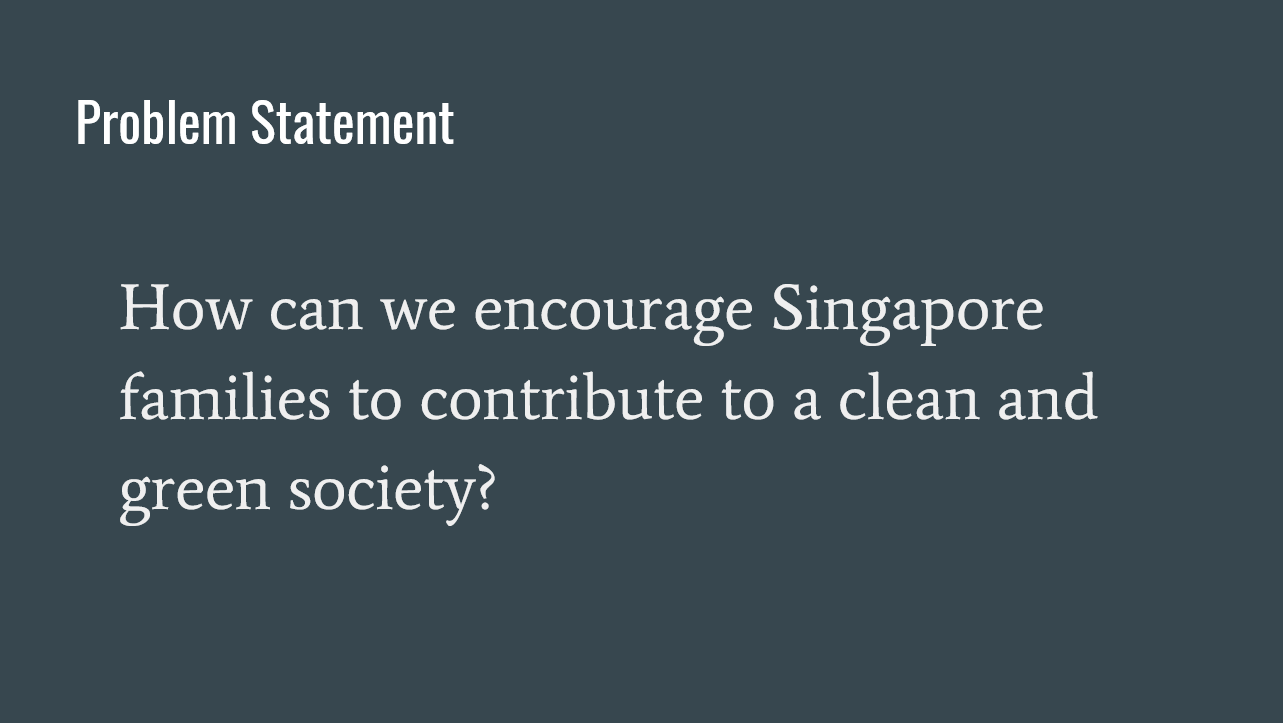 Problem Statement
How can we encourage Singapore
families to contribute to a clean and
green society?